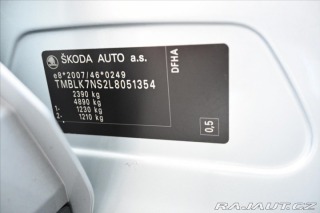 ŠKODA AUTO a.s.
e8*2007/46*0249
TMBLK7NS2L8051354
2390 kg
4890 kg
1- 1230 kg
2- 1210 kg
DFHA
0,5
RAJAUT.CZ